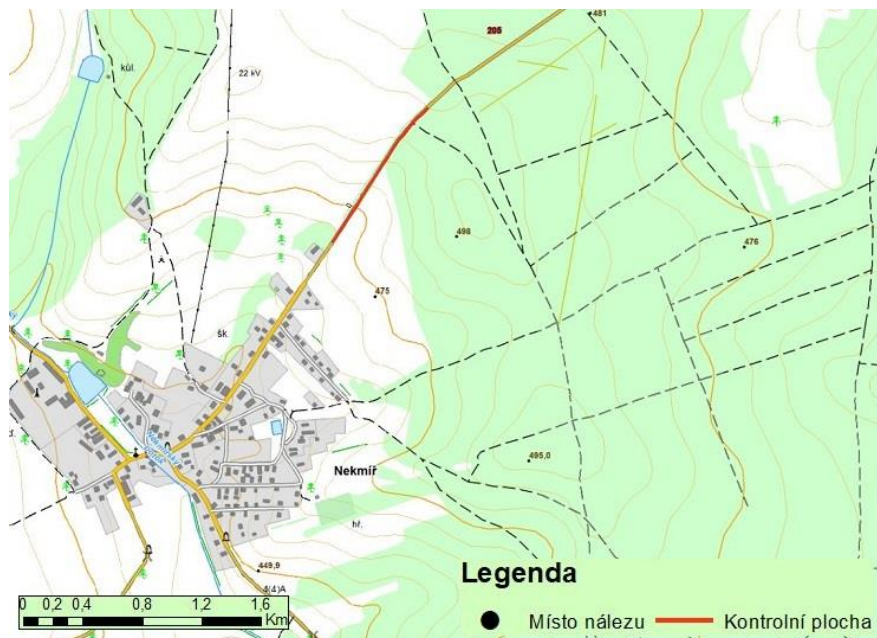 481
205
kůl.
22 kV
498
476
475
šk.
Nekmířský
495,0
Nekmíř
hř.
449,9
Legenda
0 0,2 0,4 0,8 1,2 1,6
Km
Místo nálezu
Kontrolní plocha